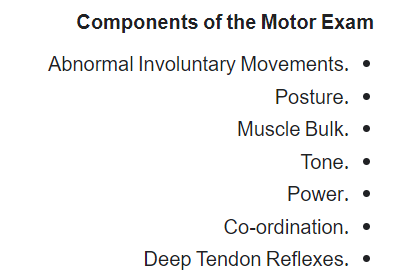 Components of the Motor Exam
Abnormal Involuntary Movements.
Posture.
Muscle Bulk.
Tone.
Power.
Co-ordination.
Deep Tendon Reflexes.